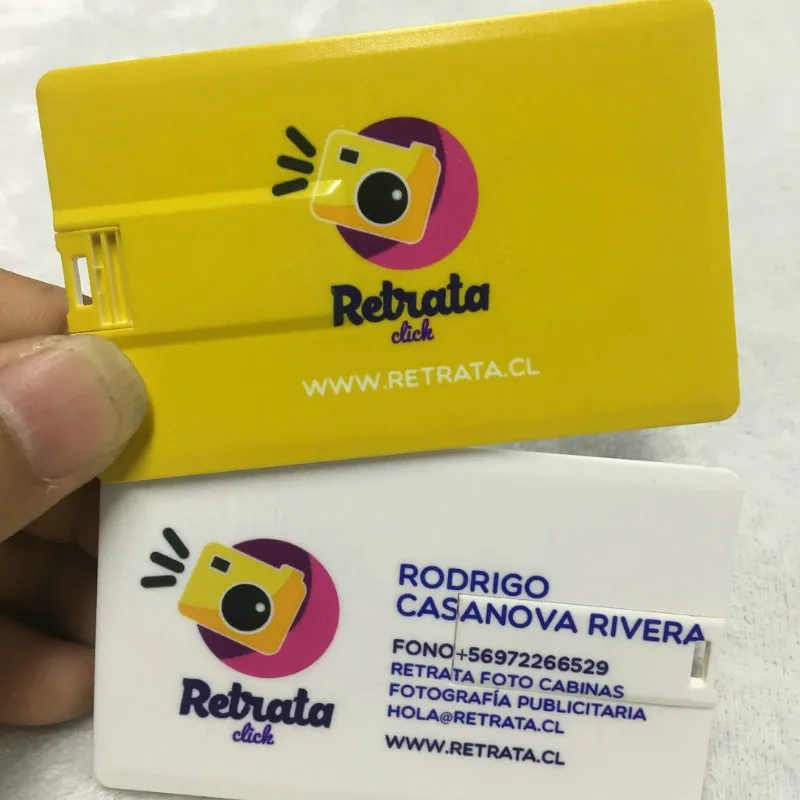 Retrata
click
WWW.RETRATA.CL
Retrata
click
RODRIGO
CASANOVA RIVERA
FONO+56972266529
RETRATA FOTO CABINAS
FOTOGRAFÍA PUBLICITARIA
HOLA@RETRATA.CL
WWW.RETRATA.CL